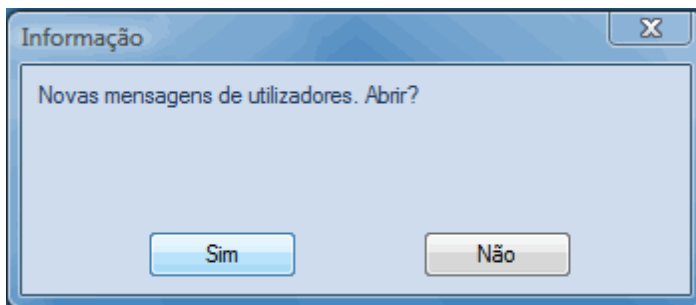 Informação
Novas mensagens de utilizadores. Abrir?
Sim Não